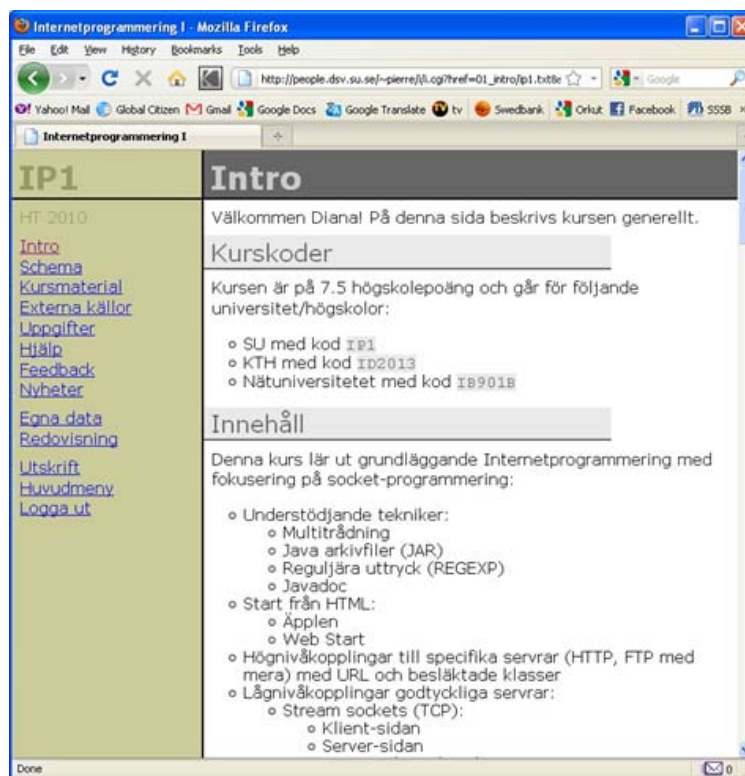 Internetprogrammering I - Mozilla Firefox
File Edit View History Bookmarks Tools Help
http://people.dsv.su.se/~pierre/i/i.cgi?href=01_intro/ip1.txt&c Google
Yahoo! Mail Global Citizen Gmail Google Docs Google Translate tv Swedbank Orkut Facebook SSSB »
Internetprogrammering I
IP1
HT 2010
Intro
Schema
Kursmaterial
Externa källor
Uppgifter
Hjälp
Feedback
Nyheter
Egna data
Redovisning
Utskrift
Huvudmeny
Logga ut
Intro
Välkommen Diana! På denna sida beskrivs kursen generellt.
Kurskoder
Kursen är på 7.5 högskolepoäng och går för följande
universitet/högskolor:
SU med kod IP1
KTH med kod ID2013
Nätuniversitetet med kod IB901B
Innehåll
Denna kurs lär ut grundläggande Internetprogrammering med
fokusering på socket-programmering:
Understödjande tekniker:
Multitrådning
Java arkivfiler (JAR)
Reguljära uttryck (REGEXP)
Javadoc
Start från HTML:
Äpplen
Web Start
Högnivåkopplingar till specifika servrar (HTTP, FTP med
mera) med URL och besläktade klasser
Lågnivåkopplingar godtyckliga servrar:
Stream sockets (TCP):
Klient-sidan
Server-sidan
Done 0